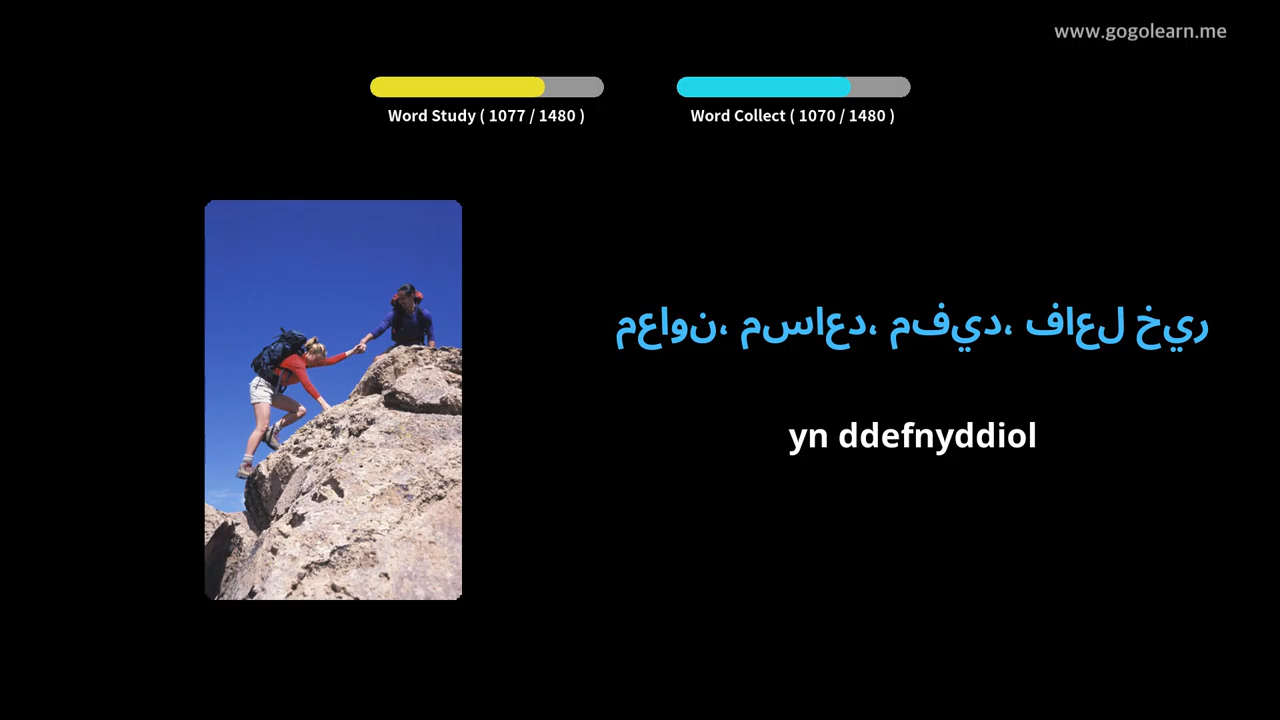 www.gogolearn.me
Word Study ( 1077 / 1480 )
Word Collect ( 1070 / 1480 )
معاون، مساعد، مفيد، فاعل خير
yn ddefnyddiol